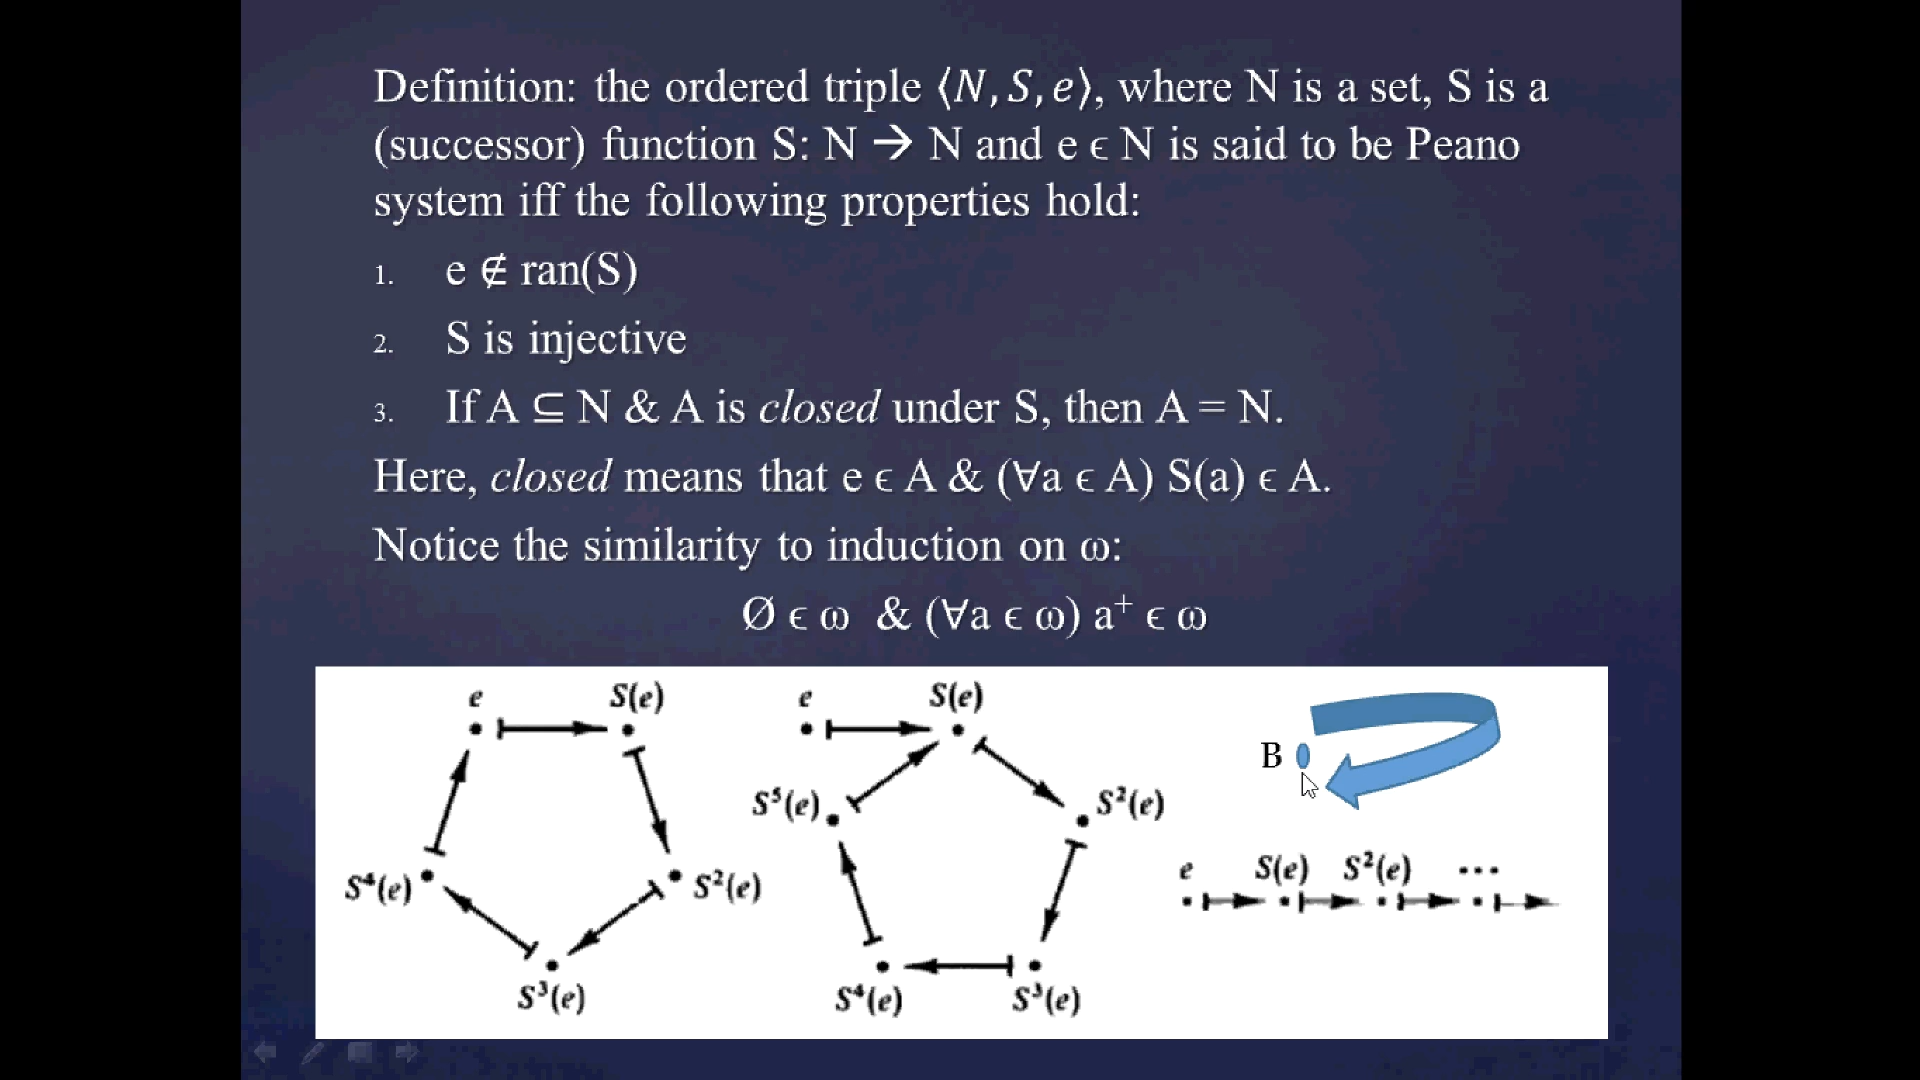 Definition: the ordered triple ⟨N, S, e⟩, where N is a set, S is a
(successor) function S: N → N and e ϵ N is said to be Peano
system iff the following properties hold:
1. e ∉ ran(S)
2. S is injective
3. If A ⊆ N & A is closed under S, then A = N.
Here, closed means that e ϵ A & (∀a ϵ A) S(a) ϵ A.
Notice the similarity to induction on ω:
Ø ϵ ω & (∀a ϵ ω) a⁺ ϵ ω
e S(e)
S⁴(e) S²(e)
S³(e)
e S(e)
S⁵(e) S²(e)
S⁴(e) S³(e)
B
e S(e) S²(e) ···